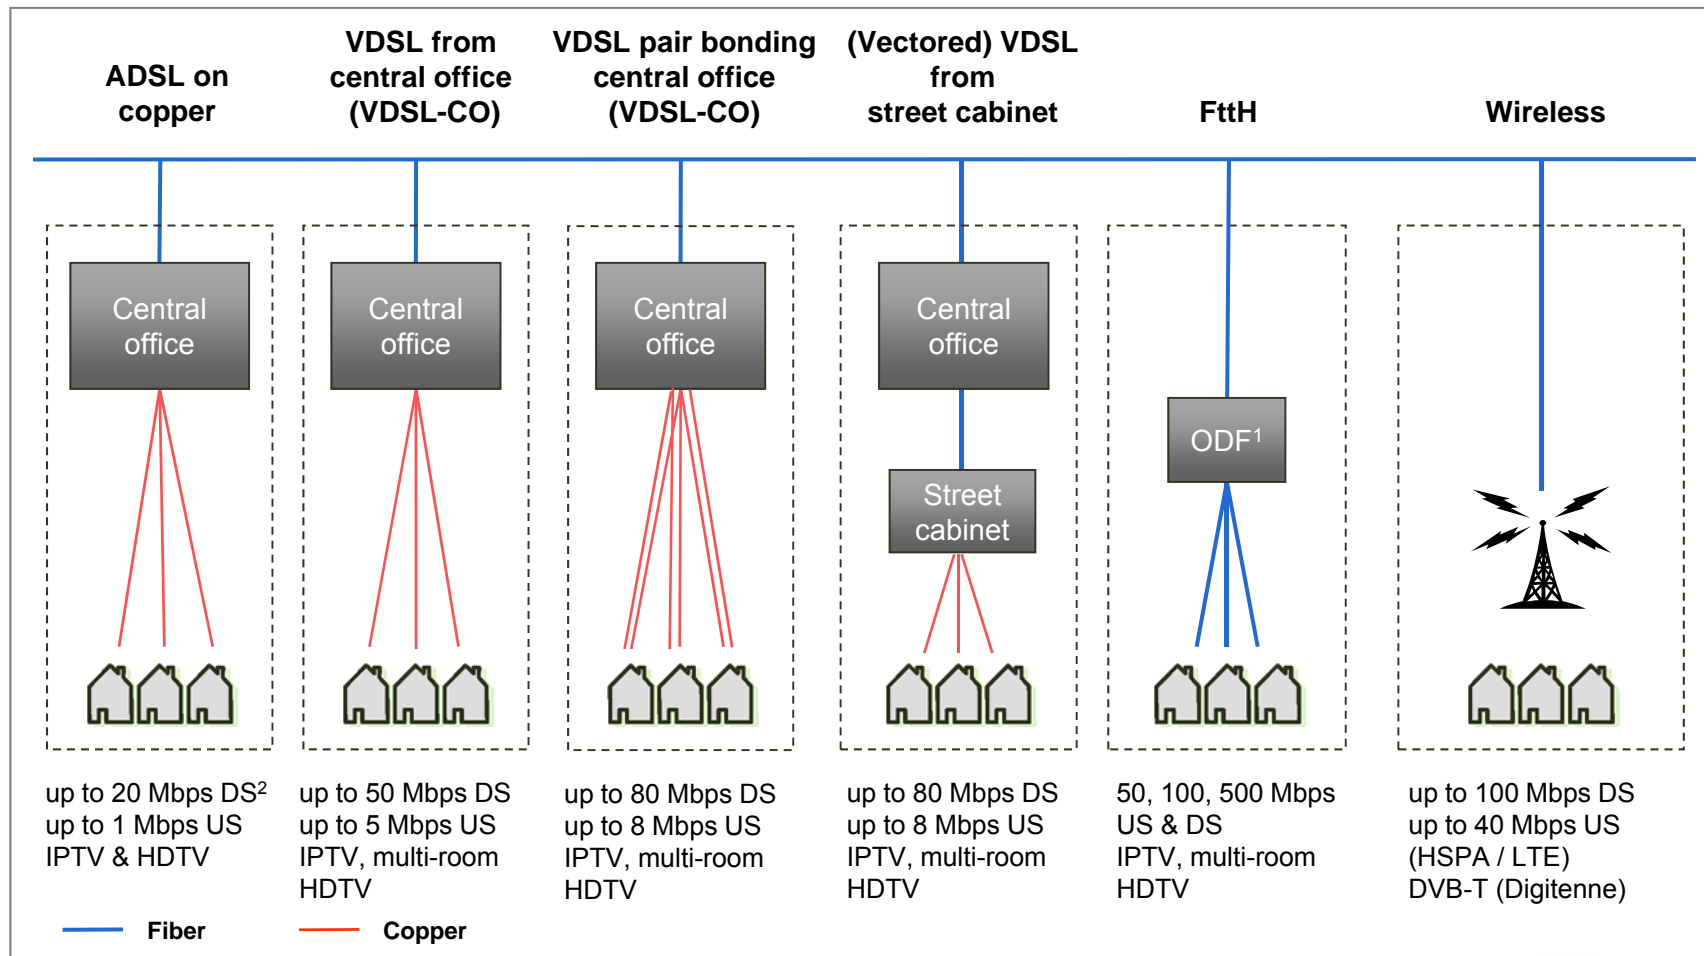 ADSL on
copper
VDSL from
central office
(VDSL-CO)
VDSL pair bonding
central office
(VDSL-CO)
(Vectored) VDSL
from
street cabinet
FttH
Wireless
Central
office
Central
office
Central
office
Central
office
Street
cabinet
ODF¹
up to 20 Mbps DS²
up to 1 Mbps US
IPTV & HDTV
up to 50 Mbps DS
up to 5 Mbps US
IPTV, multi-room
HDTV
up to 80 Mbps DS
up to 8 Mbps US
IPTV, multi-room
HDTV
up to 80 Mbps DS
up to 8 Mbps US
IPTV, multi-room
HDTV
50, 100, 500 Mbps
US & DS
IPTV, multi-room
HDTV
up to 100 Mbps DS
up to 40 Mbps US
(HSPA / LTE)
DVB-T (Digitenne)
Fiber
Copper